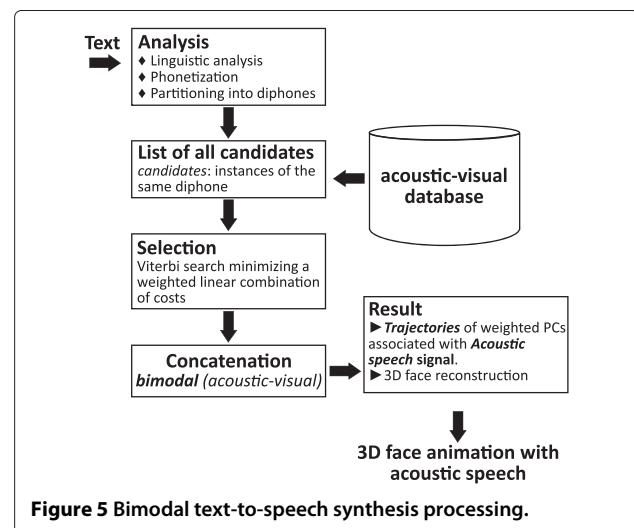 Text
Analysis
♦ Linguistic analysis
♦ Phonetization
♦ Partitioning into diphones
List of all candidates
candidates: instances of the
same diphone
acoustic-visual
database
Selection
Viterbi search minimizing a
weighted linear combination
of costs
Concatenation
bimodal (acoustic-visual)
Result
►Trajectories of weighted PCs
associated with Acoustic
speech signal.
►3D face reconstruction
3D face animation with
acoustic speech
Figure 5 Bimodal text-to-speech synthesis processing.